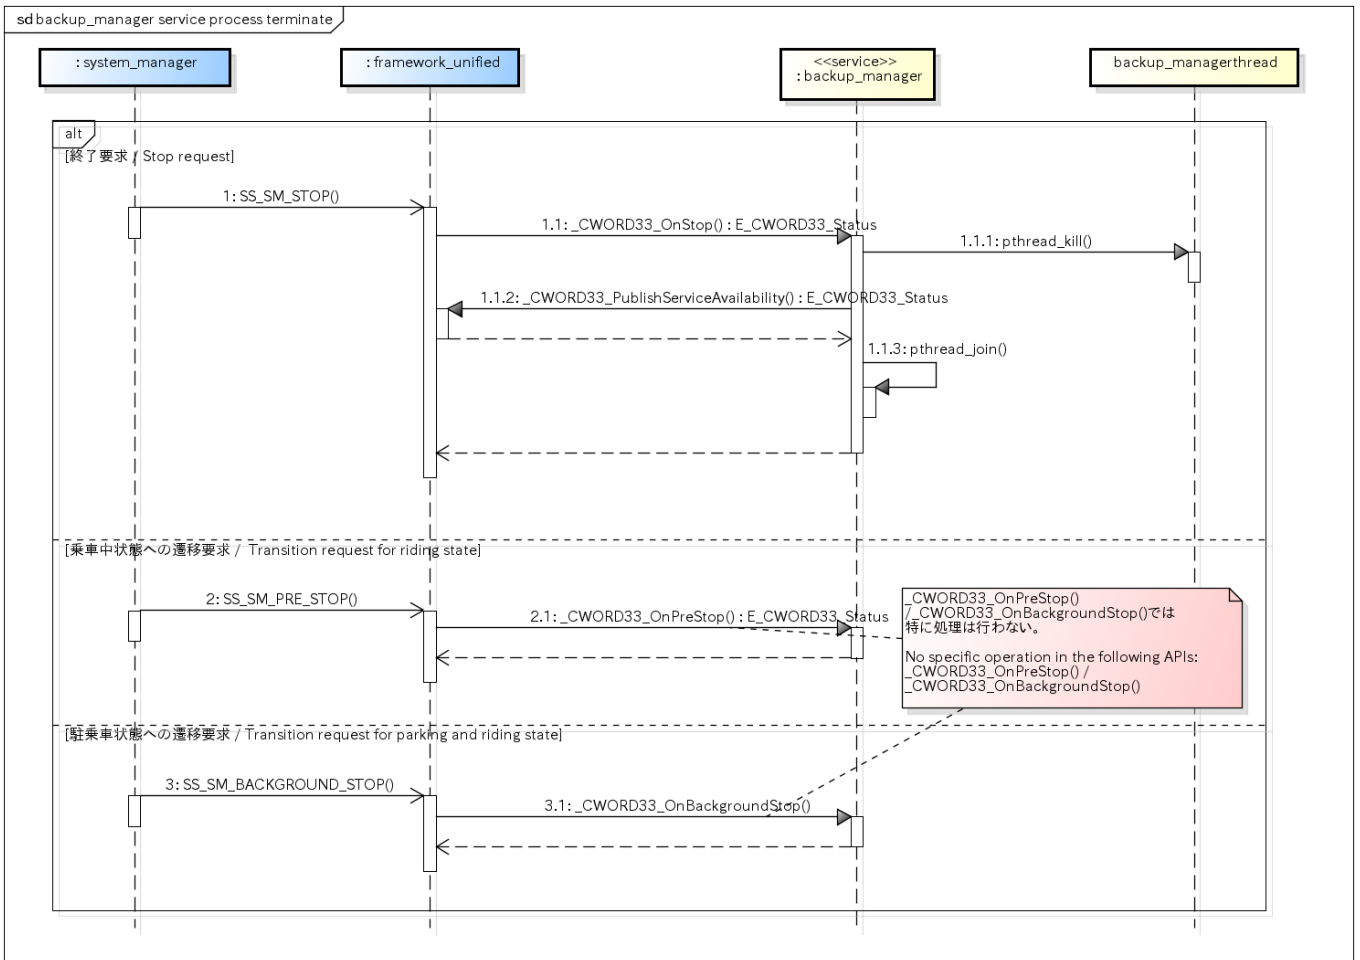 sd backup_manager service process terminate
: system_manager
: framework_unified
<<service>>
: backup_manager
backup_managerthread
alt
[終了要求 / Stop request]
1: SS_SM_STOP()
1.1: _CWORD33_OnStop() : E_CWORD33_Status
1.1.1: pthread_kill()
1.1.2: _CWORD33_PublishServiceAvailability() : E_CWORD33_Status
1.1.3: pthread_join()
[乗車中状態への遷移要求 / Transition request for riding state]
2: SS_SM_PRE_STOP()
2.1: _CWORD33_OnPreStop() : E_CWORD33_Status
_CWORD33_OnPreStop()
/_CWORD33_OnBackgroundStop()では
特に処理は行わない。
No specific operation in the following APIs:
_CWORD33_OnPreStop() /
_CWORD33_OnBackgroundStop()
[駐乗車状態への遷移要求 / Transition request for parking and riding state]
3: SS_SM_BACKGROUND_STOP()
3.1: _CWORD33_OnBackgroundStop()